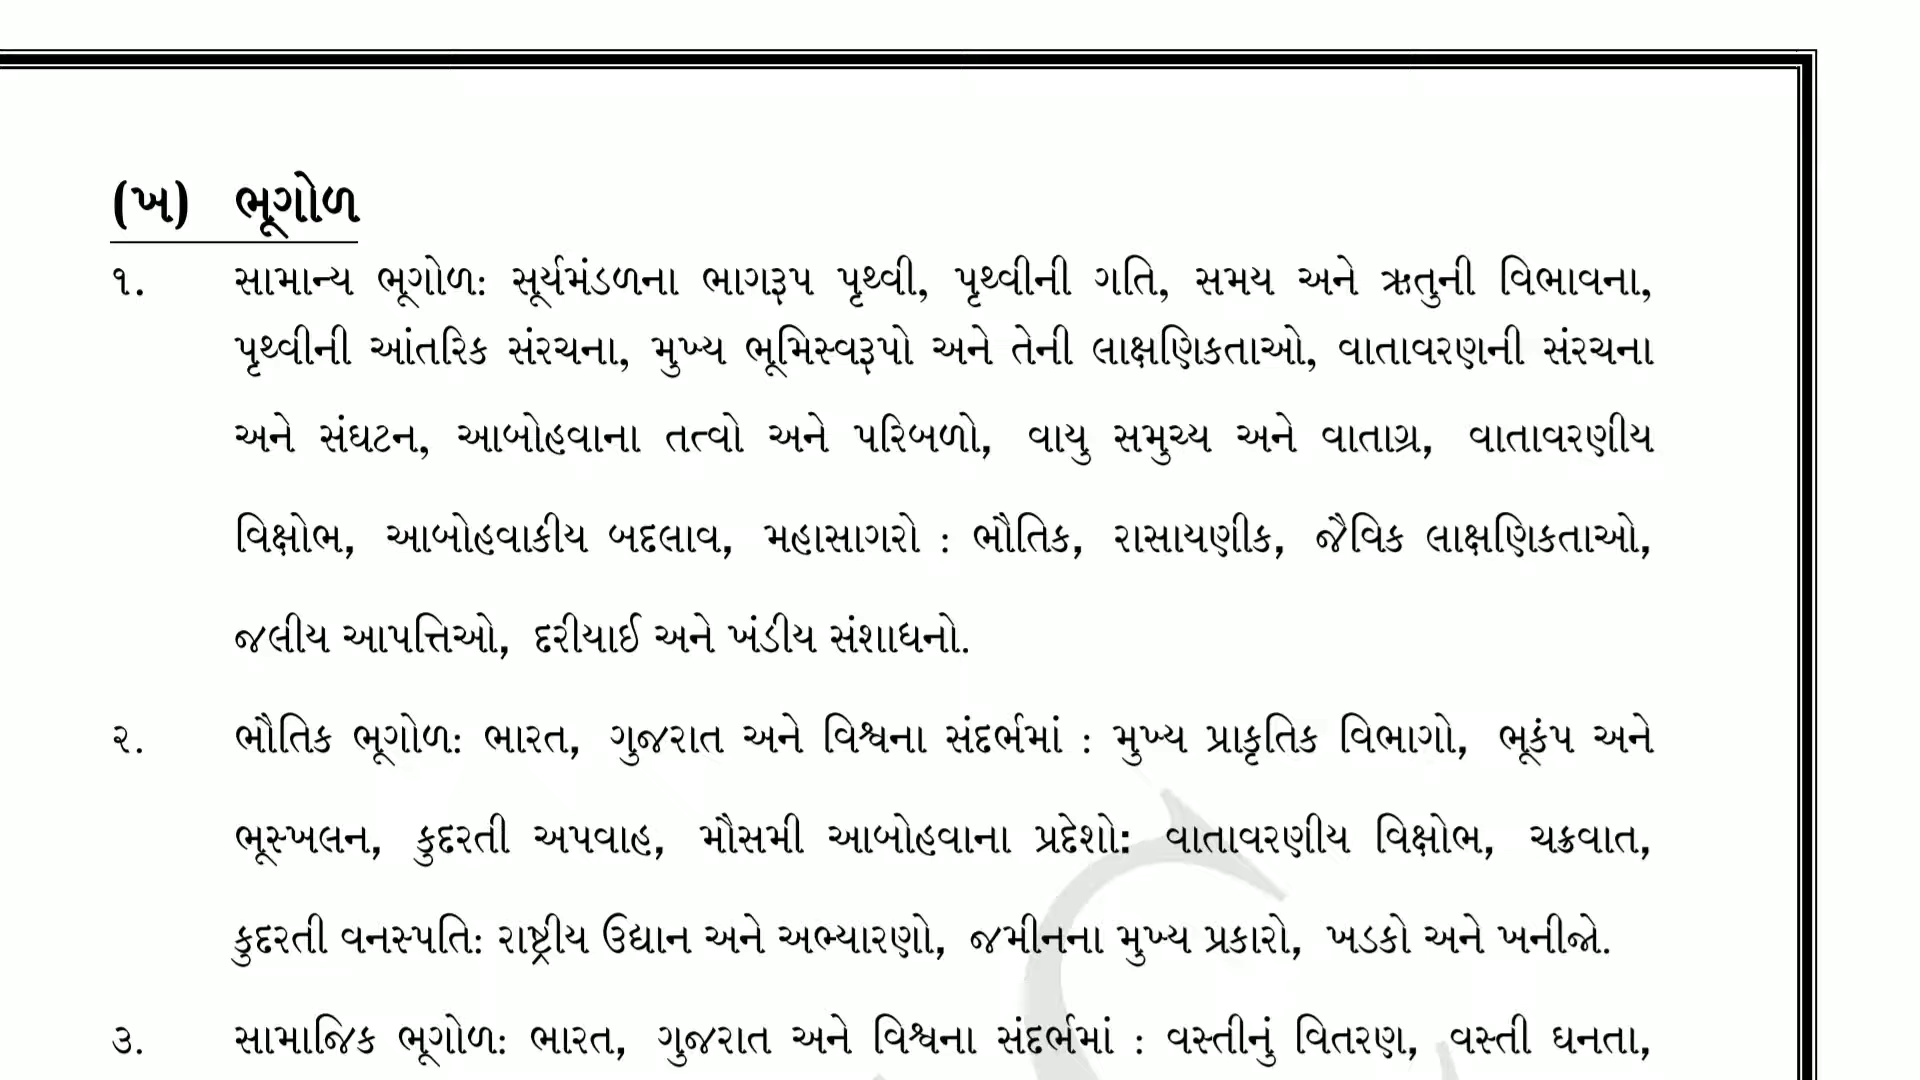 (ખ) ભૂગોળ
૧. સામાન્ય ભૂગોળ: સૂર્યમંડળના ભાગરૂપ પૃથ્વી, પૃથ્વીની ગતિ, સમય અને ઋતુની વિભાવના,
પૃથ્વીની આંતરિક સંરચના, મુખ્ય ભૂમિસ્વરૂપો અને તેની લાક્ષણિકતાઓ, વાતાવરણની સંરચના
અને સંઘટન, આબોહવાના તત્વો અને પરિબળો, વાયુ સમુચ્ય અને વાતાગ્ર, વાતાવરણીય
વિક્ષોભ, આબોહવાકીય બદલાવ, મહાસાગરો : ભૌતિક, રાસાયણીક, જૈવિક લાક્ષણિકતાઓ,
જલીય આપત્તિઓ, દરીયાઈ અને ખંડીય સંશાધનો.
૨. ભૌતિક ભૂગોળ: ભારત, ગુજરાત અને વિશ્વના સંદર્ભમાં : મુખ્ય પ્રાકૃતિક વિભાગો, ભૂકંપ અને
ભૂસ્ખલન, કુદરતી અપવાહ, મૌસમી આબોહવાના પ્રદેશો: વાતાવરણીય વિક્ષોભ, ચક્રવાત,
કુદરતી વનસ્પતિ: રાષ્ટ્રીય ઉદ્યાન અને અભ્યારણો, જમીનના મુખ્ય પ્રકારો, ખડકો અને ખનીજો.
૩. સામાજિક ભૂગોળ: ભારત, ગુજરાત અને વિશ્વના સંદર્ભમાં : વસ્તીનું વિતરણ, વસ્તી ઘનતા,